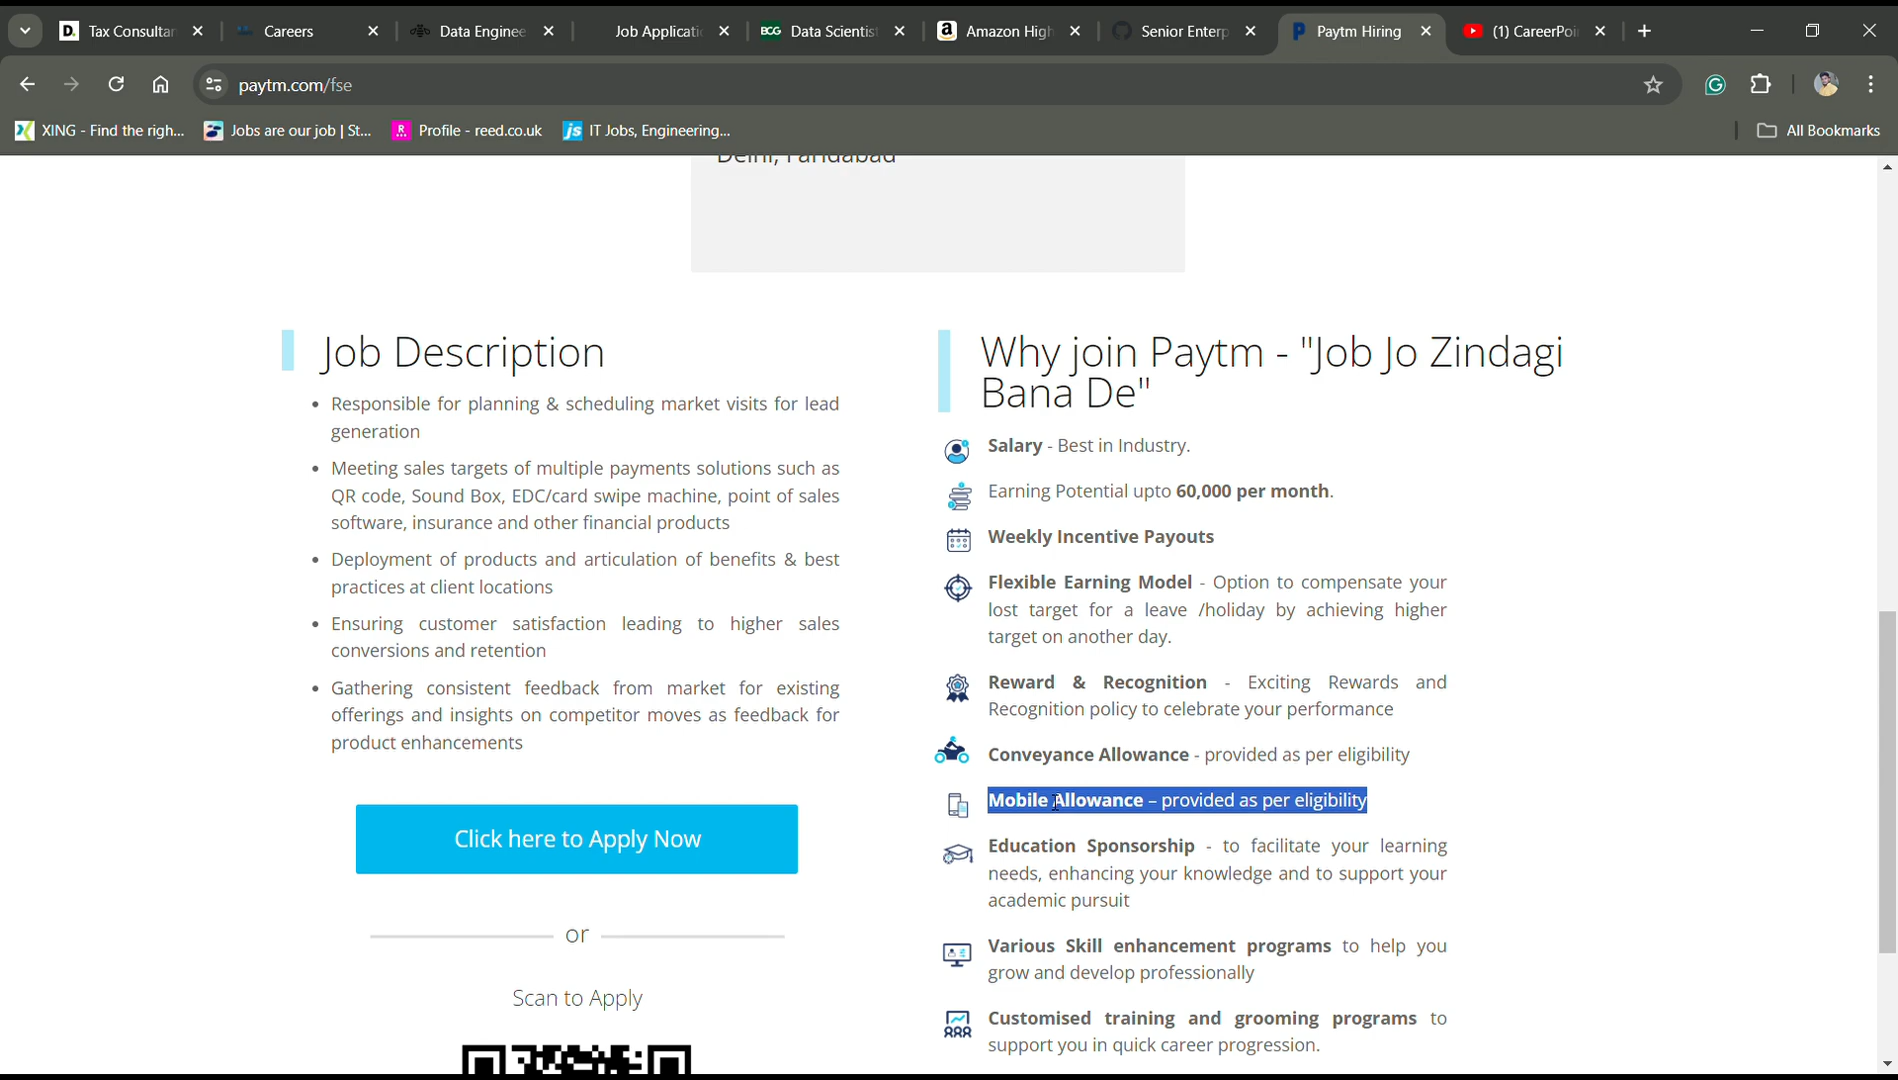 Tax Consultan
Careers
Data Enginee
Job Applicati
BCG
Data Scientist
Amazon High
Senior Enterp
Paytm Hiring
(1) CareerPoi
paytm.com/fse
XING - Find the righ...
Jobs are our job | St...
Profile - reed.co.uk
IT Jobs, Engineering...
All Bookmarks
Delhi, Faridabad
Job Description
Responsible for planning & scheduling market visits for lead
generation
Meeting sales targets of multiple payments solutions such as
QR code, Sound Box, EDC/card swipe machine, point of sales
software, insurance and other financial products
Deployment of products and articulation of benefits & best
practices at client locations
Ensuring customer satisfaction leading to higher sales
conversions and retention
Gathering consistent feedback from market for existing
offerings and insights on competitor moves as feedback for
product enhancements
Click here to Apply Now
or
Scan to Apply
Why join Paytm - "Job Jo Zindagi
Bana De"
Salary - Best in Industry.
Earning Potential upto 60,000 per month.
Weekly Incentive Payouts
Flexible Earning Model - Option to compensate your
lost target for a leave /holiday by achieving higher
target on another day.
Reward & Recognition - Exciting Rewards and
Recognition policy to celebrate your performance
Conveyance Allowance - provided as per eligibility
Mobile Allowance – provided as per eligibility
Education Sponsorship - to facilitate your learning
needs, enhancing your knowledge and to support your
academic pursuit
Various Skill enhancement programs to help you
grow and develop professionally
Customised training and grooming programs to
support you in quick career progression.